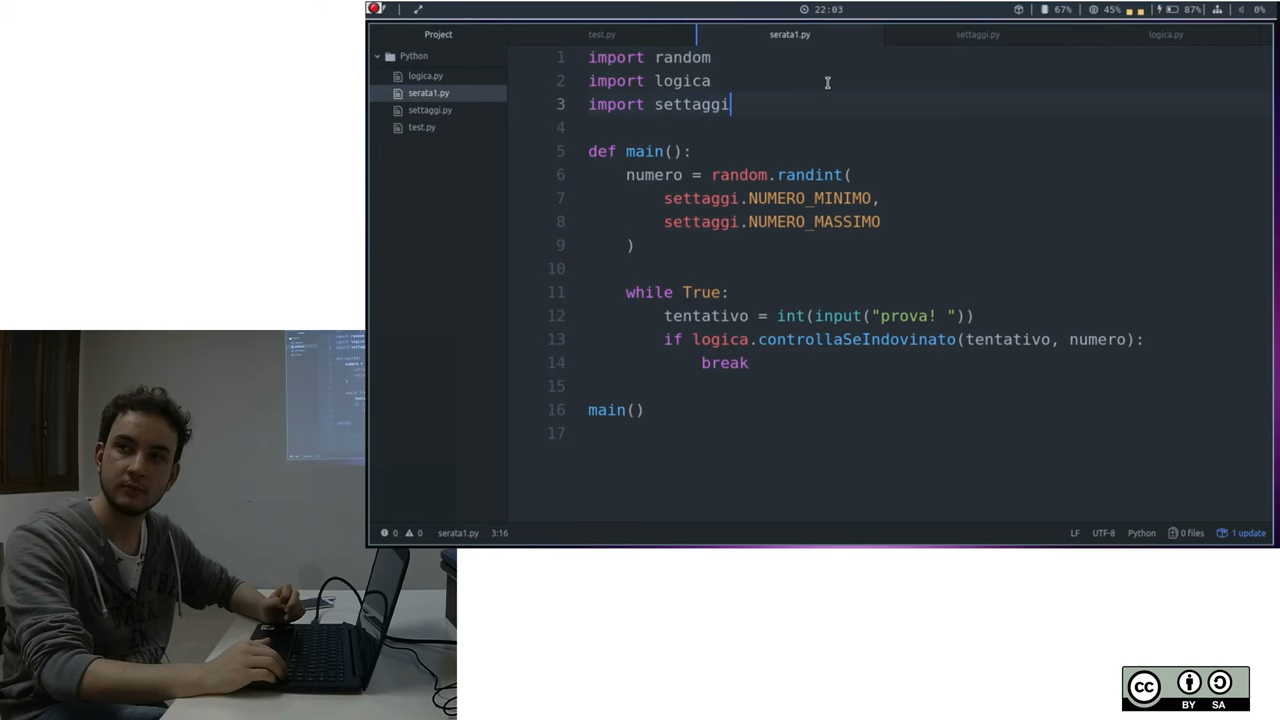 22:03
67%
45%
87%
0%
Project
test.py
serata1.py
settaggi.py
logica.py
Python
logica.py
serata1.py
settaggi.py
test.py
1 import random
2 import logica
3 import settaggi
4
5 def main():
6 numero = random.randint(
7 settaggi.NUMERO_MINIMO,
8 settaggi.NUMERO_MASSIMO
9 )
10
11 while True:
12 tentativo = int(input("prova! "))
13 if logica.controllaSeIndovinato(tentativo, numero):
14 break
15
16 main()
17
0 0 serata1.py 3:16
LF UTF-8 Python 0 files 1 update
cc BY SA